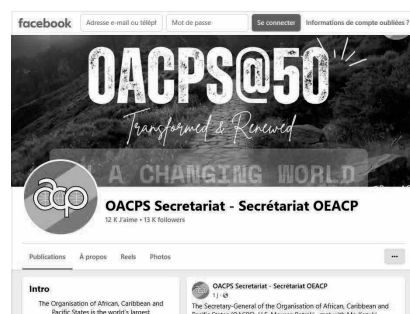 facebook
Adresse e-mail ou téléph
Mot de passe
Se connecter
Informations de compte oubliées ?
OACPS@50
Transformed & Renewed
A CHANGING WORLD
acp
OACPS Secretariat - Secrétariat OEACP
12 K J'aime • 13 K followers
Publications
À propos
Reels
Photos
Intro
The Organisation of African, Caribbean and
Pacific States is the world's largest
OACPS Secretariat - Secrétariat OEACP
1 j
The Secretary-General of the Organisation of African, Caribbean and